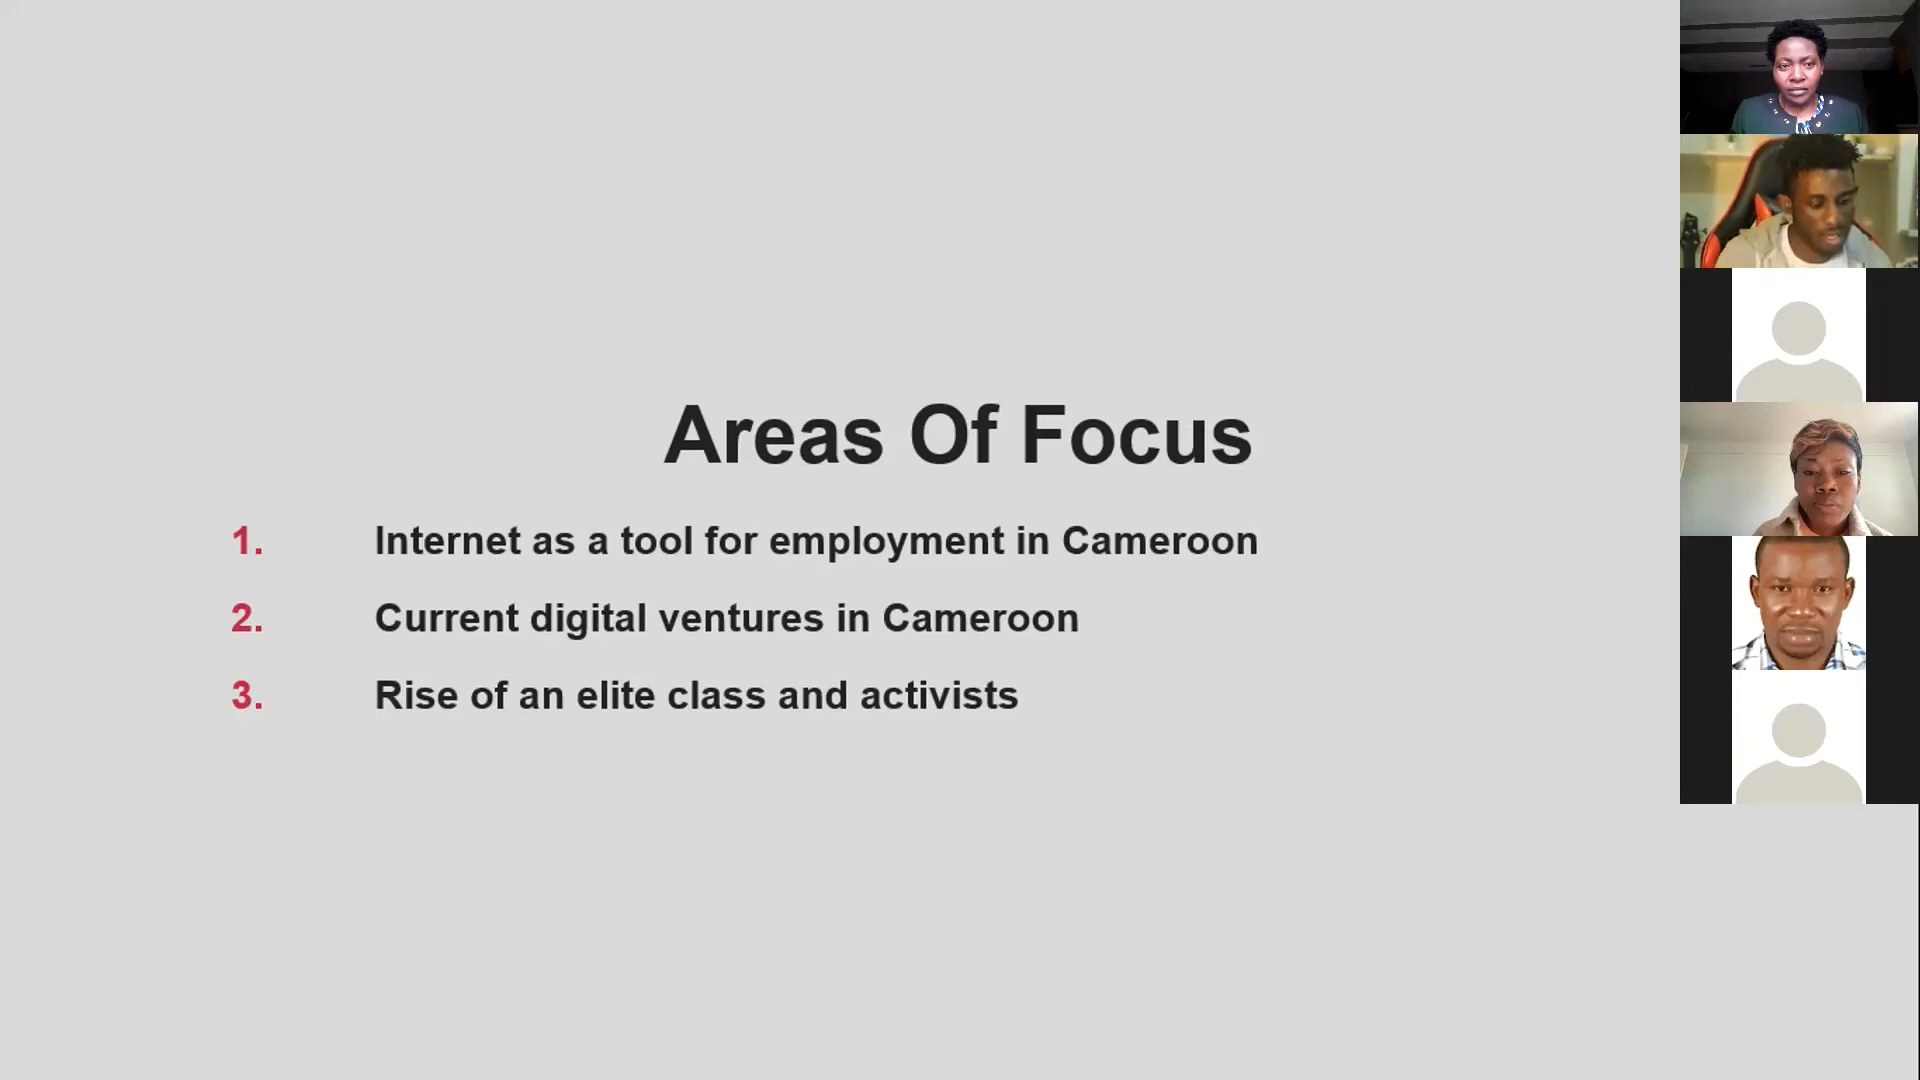 Areas Of Focus
1. Internet as a tool for employment in Cameroon
2. Current digital ventures in Cameroon
3. Rise of an elite class and activists